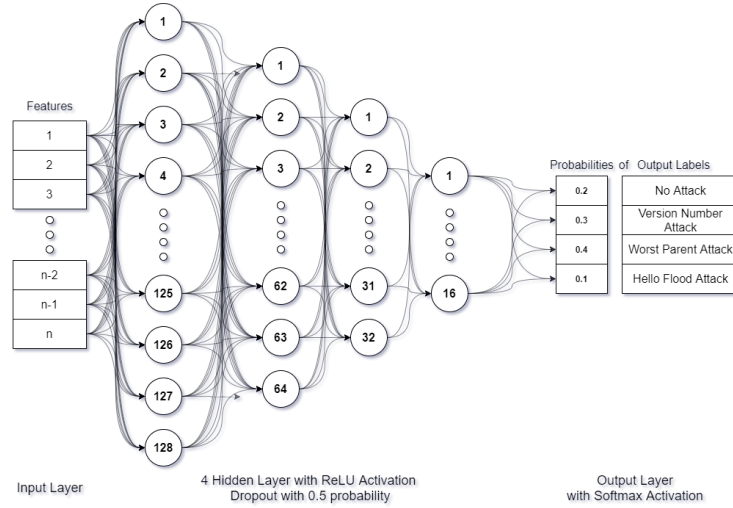 Features
1
2
3
n-2
n-1
n
1
2
3
4
125
126
127
128
1
2
3
62
63
64
1
2
31
32
1
16
Probabilities of Output Labels
0.2 No Attack
0.3 Version Number
Attack
0.4 Worst Parent Attack
0.1 Hello Flood Attack
Input Layer
4 Hidden Layer with ReLU Activation
Dropout with 0.5 probability
Output Layer
with Softmax Activation